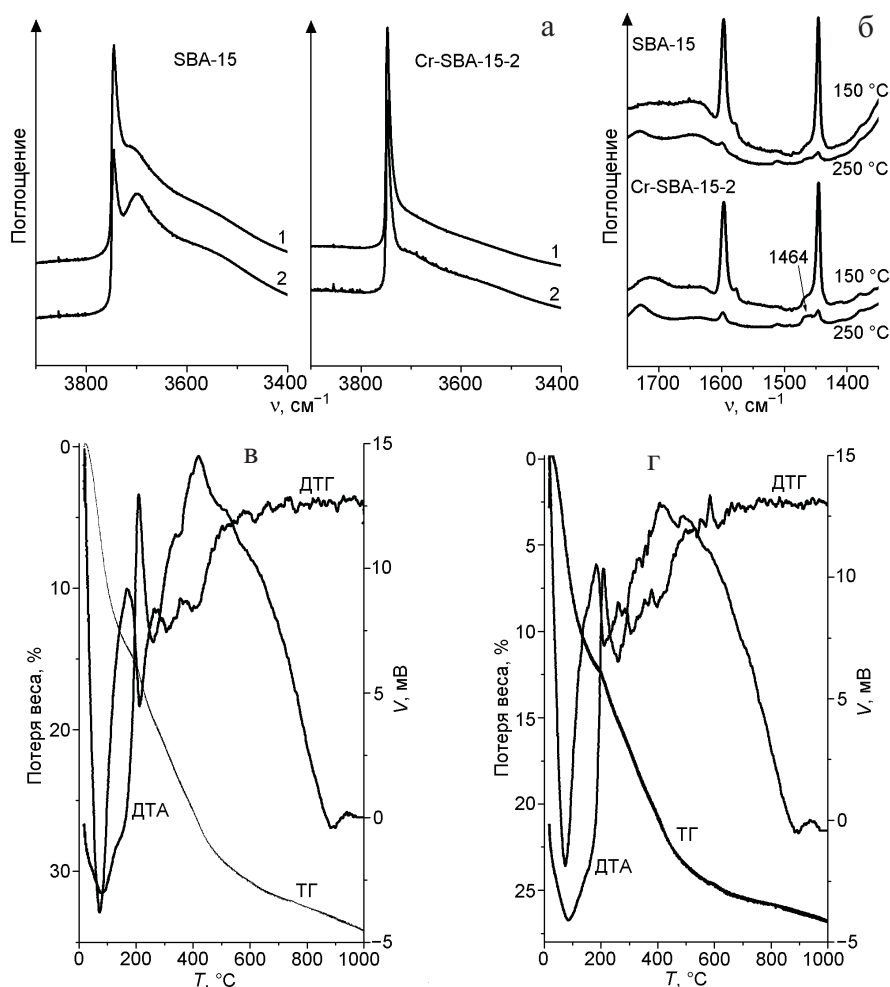 а
SBA-15
Cr-SBA-15-2
Поглощение
1
2
1
2
3800
3600
3400
3800
3600
3400
ν, см⁻¹
б
SBA-15
150 °C
250 °C
Cr-SBA-15-2
1464
150 °C
250 °C
Поглощение
1700
1600
1500
1400
ν, см⁻¹
в
ДТГ
ДТА
ТГ
Потеря веса, %
0
10
20
30
V, мВ
15
10
5
0
−5
0
200
400
600
800
1000
T, °C
г
ДТГ
ТГ
ДТА
Потеря веса, %
0
5
10
15
20
25
V, мВ
15
10
5
0
−5
0
200
400
600
800
1000
T, °C